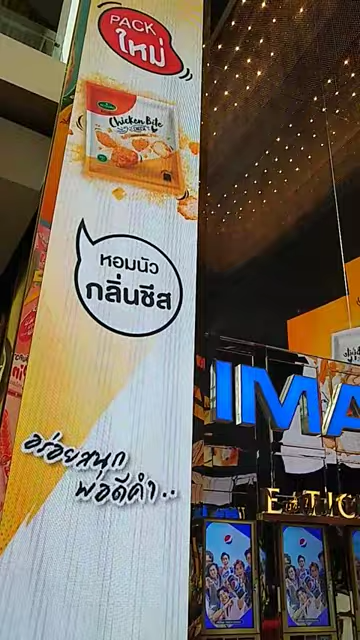 PACK
ใหม่
Chicken Bite
หอมนัว
กลิ่นชีส
อร่อยสนุก
พอดีคำ..
IMA
E
TIC